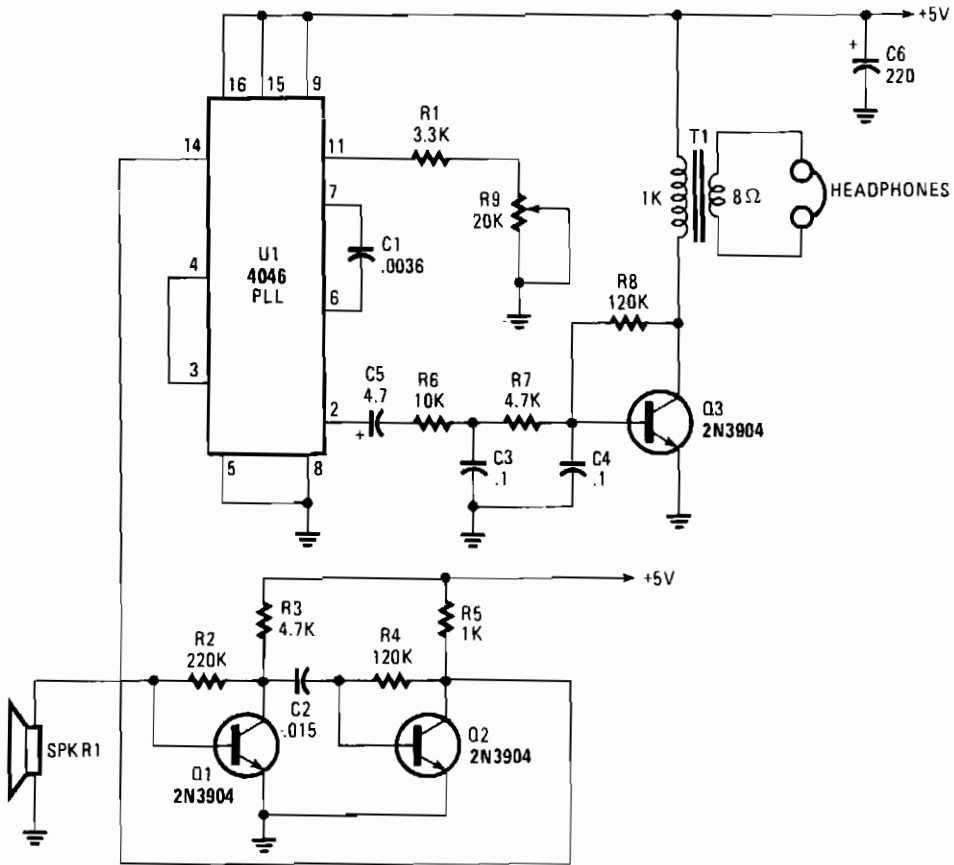 +5V
16
15
9
C6
220
+
14
11
R1
3.3K
T1
7
R9
20K
1K
8Ω
HEADPHONES
U1
4046
PLL
C1
.0036
4
6
R8
120K
3
C5
4.7
R6
10K
R7
4.7K
2
+
Q3
2N3904
5
8
C3
.1
C4
.1
+5V
R3
4.7K
R5
1K
R2
220K
R4
120K
C2
.015
SPKR1
Q1
2N3904
Q2
2N3904